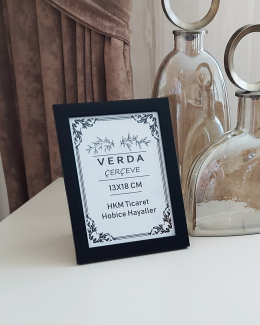 VERDA
ÇERÇEVE
13X18 CM
HKM Ticaret
Hobice Hayaller